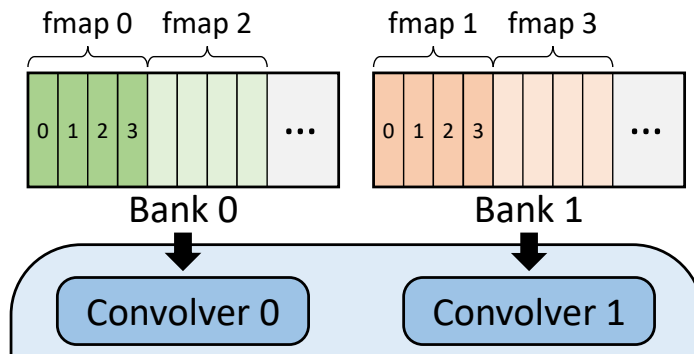 fmap 0 fmap 2 fmap 1 fmap 3
0 1 2 3 ... 0 1 2 3 ...
Bank 0 Bank 1
Convolver 0 Convolver 1